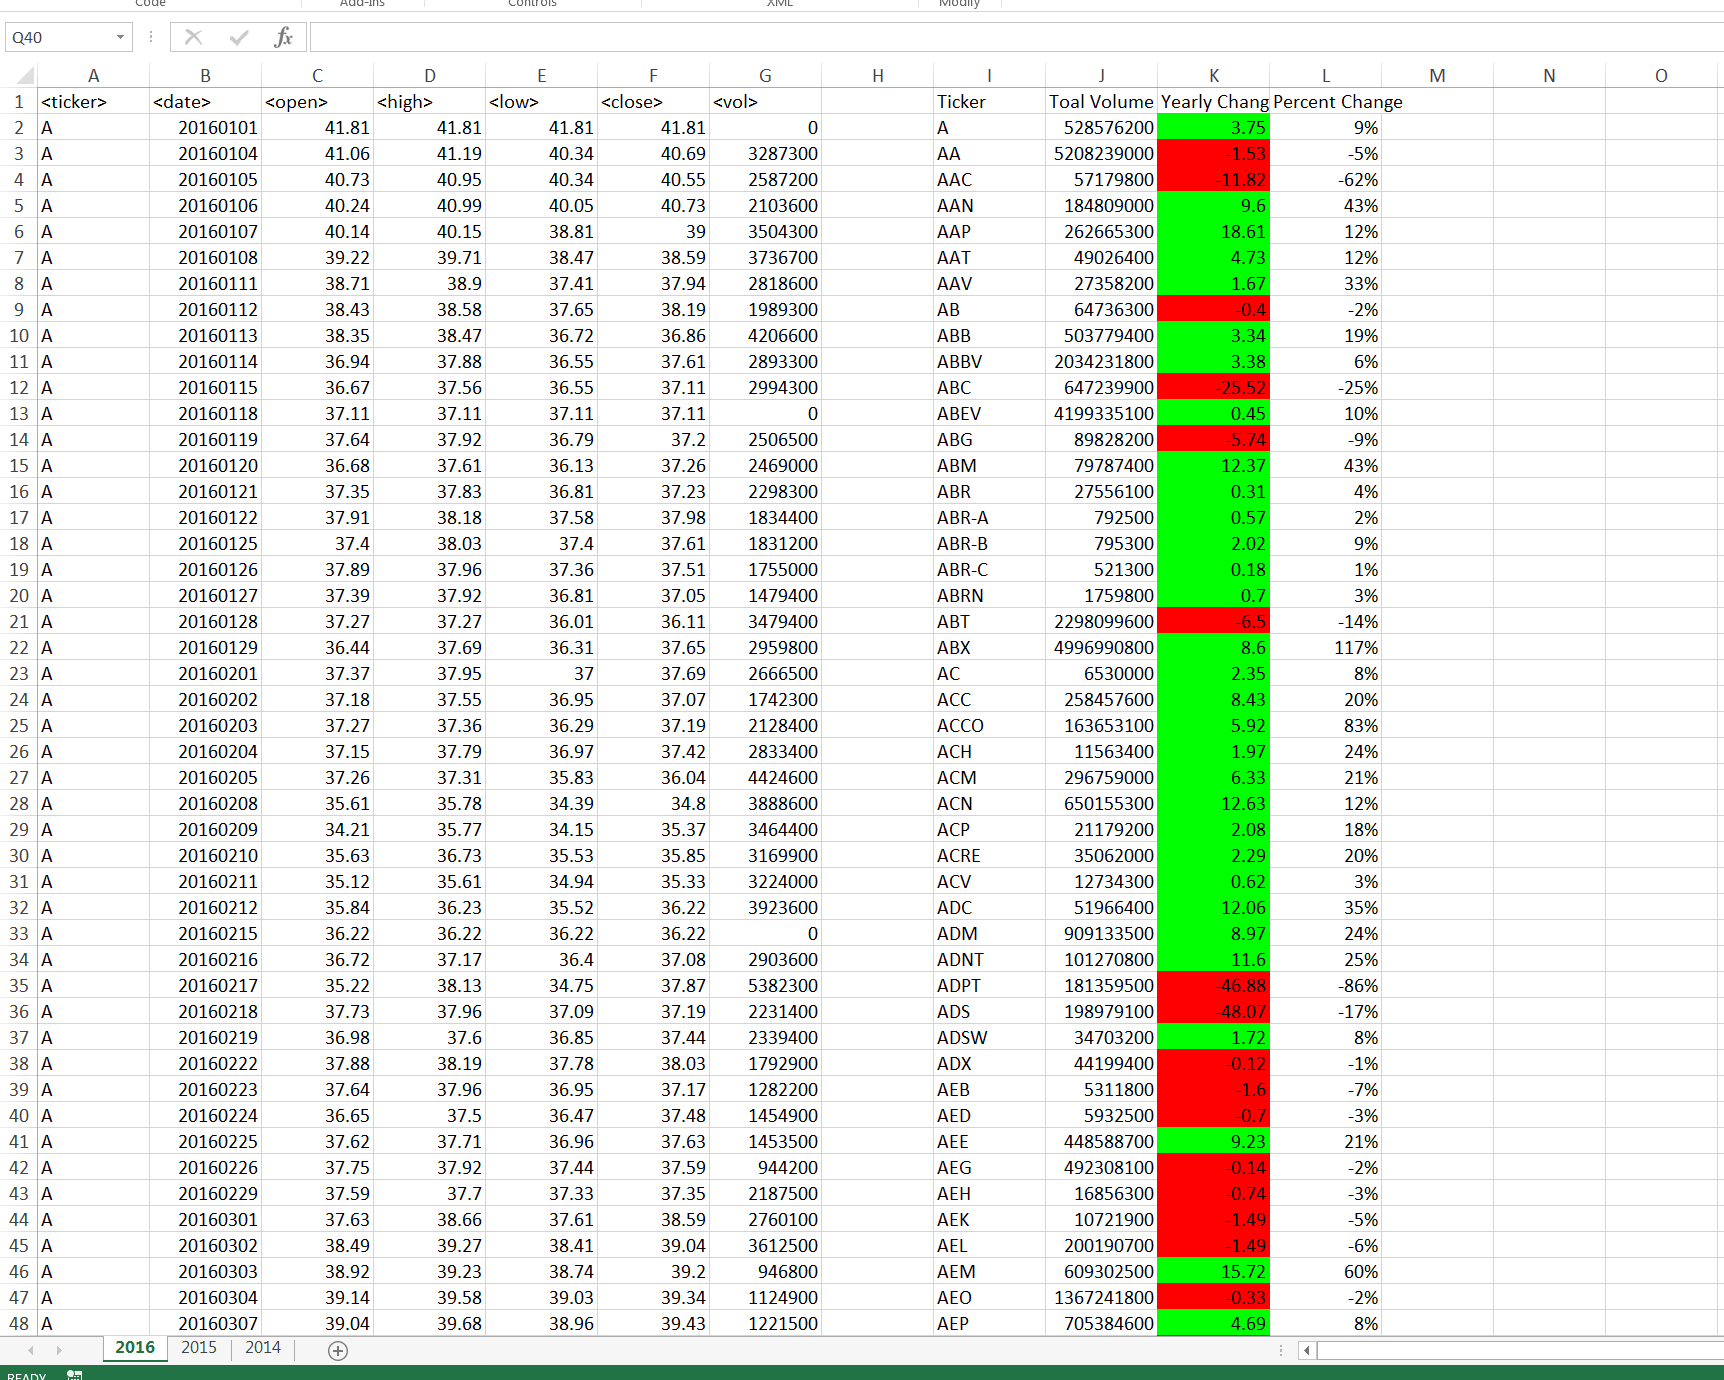 Code Add-Ins Controls XML Modify
Q40 fx
A B C D E F G H I J K L M N O
1 <ticker> <date> <open> <high> <low> <close> <vol> Ticker Toal Volume Yearly Chang Percent Change
2 A 20160101 41.81 41.81 41.81 41.81 0 A 528576200 3.75 9%
3 A 20160104 41.06 41.19 40.34 40.69 3287300 AA 5208239000 -1.53 -5%
4 A 20160105 40.73 40.95 40.34 40.55 2587200 AAC 57179800 -11.82 -62%
5 A 20160106 40.24 40.99 40.05 40.73 2103600 AAN 184809000 9.6 43%
6 A 20160107 40.14 40.15 38.81 39 3504300 AAP 262665300 18.61 12%
7 A 20160108 39.22 39.71 38.47 38.59 3736700 AAT 49026400 4.73 12%
8 A 20160111 38.71 38.9 37.41 37.94 2818600 AAV 27358200 1.67 33%
9 A 20160112 38.43 38.58 37.65 38.19 1989300 AB 64736300 -0.4 -2%
10 A 20160113 38.35 38.47 36.72 36.86 4206600 ABB 503779400 3.34 19%
11 A 20160114 36.94 37.88 36.55 37.61 2893300 ABBV 2034231800 3.38 6%
12 A 20160115 36.67 37.56 36.55 37.11 2994300 ABC 647239900 -25.52 -25%
13 A 20160118 37.11 37.11 37.11 37.11 0 ABEV 4199335100 0.45 10%
14 A 20160119 37.64 37.92 36.79 37.2 2506500 ABG 89828200 -5.74 -9%
15 A 20160120 36.68 37.61 36.13 37.26 2469000 ABM 79787400 12.37 43%
16 A 20160121 37.35 37.83 36.81 37.23 2298300 ABR 27556100 0.31 4%
17 A 20160122 37.91 38.18 37.58 37.98 1834400 ABR-A 792500 0.57 2%
18 A 20160125 37.4 38.03 37.4 37.61 1831200 ABR-B 795300 2.02 9%
19 A 20160126 37.89 37.96 37.36 37.51 1755000 ABR-C 521300 0.18 1%
20 A 20160127 37.39 37.92 36.81 37.05 1479400 ABRN 1759800 0.7 3%
21 A 20160128 37.27 37.27 36.01 36.11 3479400 ABT 2298099600 -6.5 -14%
22 A 20160129 36.44 37.69 36.31 37.65 2959800 ABX 4996990800 8.6 117%
23 A 20160201 37.37 37.95 37 37.69 2666500 AC 6530000 2.35 8%
24 A 20160202 37.18 37.55 36.95 37.07 1742300 ACC 258457600 8.43 20%
25 A 20160203 37.27 37.36 36.29 37.19 2128400 ACCO 163653100 5.92 83%
26 A 20160204 37.15 37.79 36.97 37.42 2833400 ACH 11563400 1.97 24%
27 A 20160205 37.26 37.31 35.83 36.04 4424600 ACM 296759000 6.33 21%
28 A 20160208 35.61 35.78 34.39 34.8 3888600 ACN 650155300 12.63 12%
29 A 20160209 34.21 35.77 34.15 35.37 3464400 ACP 21179200 2.08 18%
30 A 20160210 35.63 36.73 35.53 35.85 3169900 ACRE 35062000 2.29 20%
31 A 20160211 35.12 35.61 34.94 35.33 3224000 ACV 12734300 0.62 3%
32 A 20160212 35.84 36.23 35.52 36.22 3923600 ADC 51966400 12.06 35%
33 A 20160215 36.22 36.22 36.22 36.22 0 ADM 909133500 8.97 24%
34 A 20160216 36.72 37.17 36.4 37.08 2903600 ADNT 101270800 11.6 25%
35 A 20160217 35.22 38.13 34.75 37.87 5382300 ADPT 181359500 -46.88 -86%
36 A 20160218 37.73 37.96 37.09 37.19 2231400 ADS 198979100 -48.07 -17%
37 A 20160219 36.98 37.6 36.85 37.44 2339400 ADSW 34703200 1.72 8%
38 A 20160222 37.88 38.19 37.78 38.03 1792900 ADX 44199400 -0.12 -1%
39 A 20160223 37.64 37.96 36.95 37.17 1282200 AEB 5311800 -1.6 -7%
40 A 20160224 36.65 37.5 36.47 37.48 1454900 AED 5932500 -0.7 -3%
41 A 20160225 37.62 37.71 36.96 37.63 1453500 AEE 448588700 9.23 21%
42 A 20160226 37.75 37.92 37.44 37.59 944200 AEG 492308100 -0.14 -2%
43 A 20160229 37.59 37.7 37.33 37.35 2187500 AEH 16856300 -0.74 -3%
44 A 20160301 37.63 38.66 37.61 38.59 2760100 AEK 10721900 -1.49 -5%
45 A 20160302 38.49 39.27 38.41 39.04 3612500 AEL 200190700 -1.49 -6%
46 A 20160303 38.92 39.23 38.74 39.2 946800 AEM 609302500 15.72 60%
47 A 20160304 39.14 39.58 39.03 39.34 1124900 AEO 1367241800 -0.33 -2%
48 A 20160307 39.04 39.68 38.96 39.43 1221500 AEP 705384600 4.69 8%
2016 2015 2014
READY